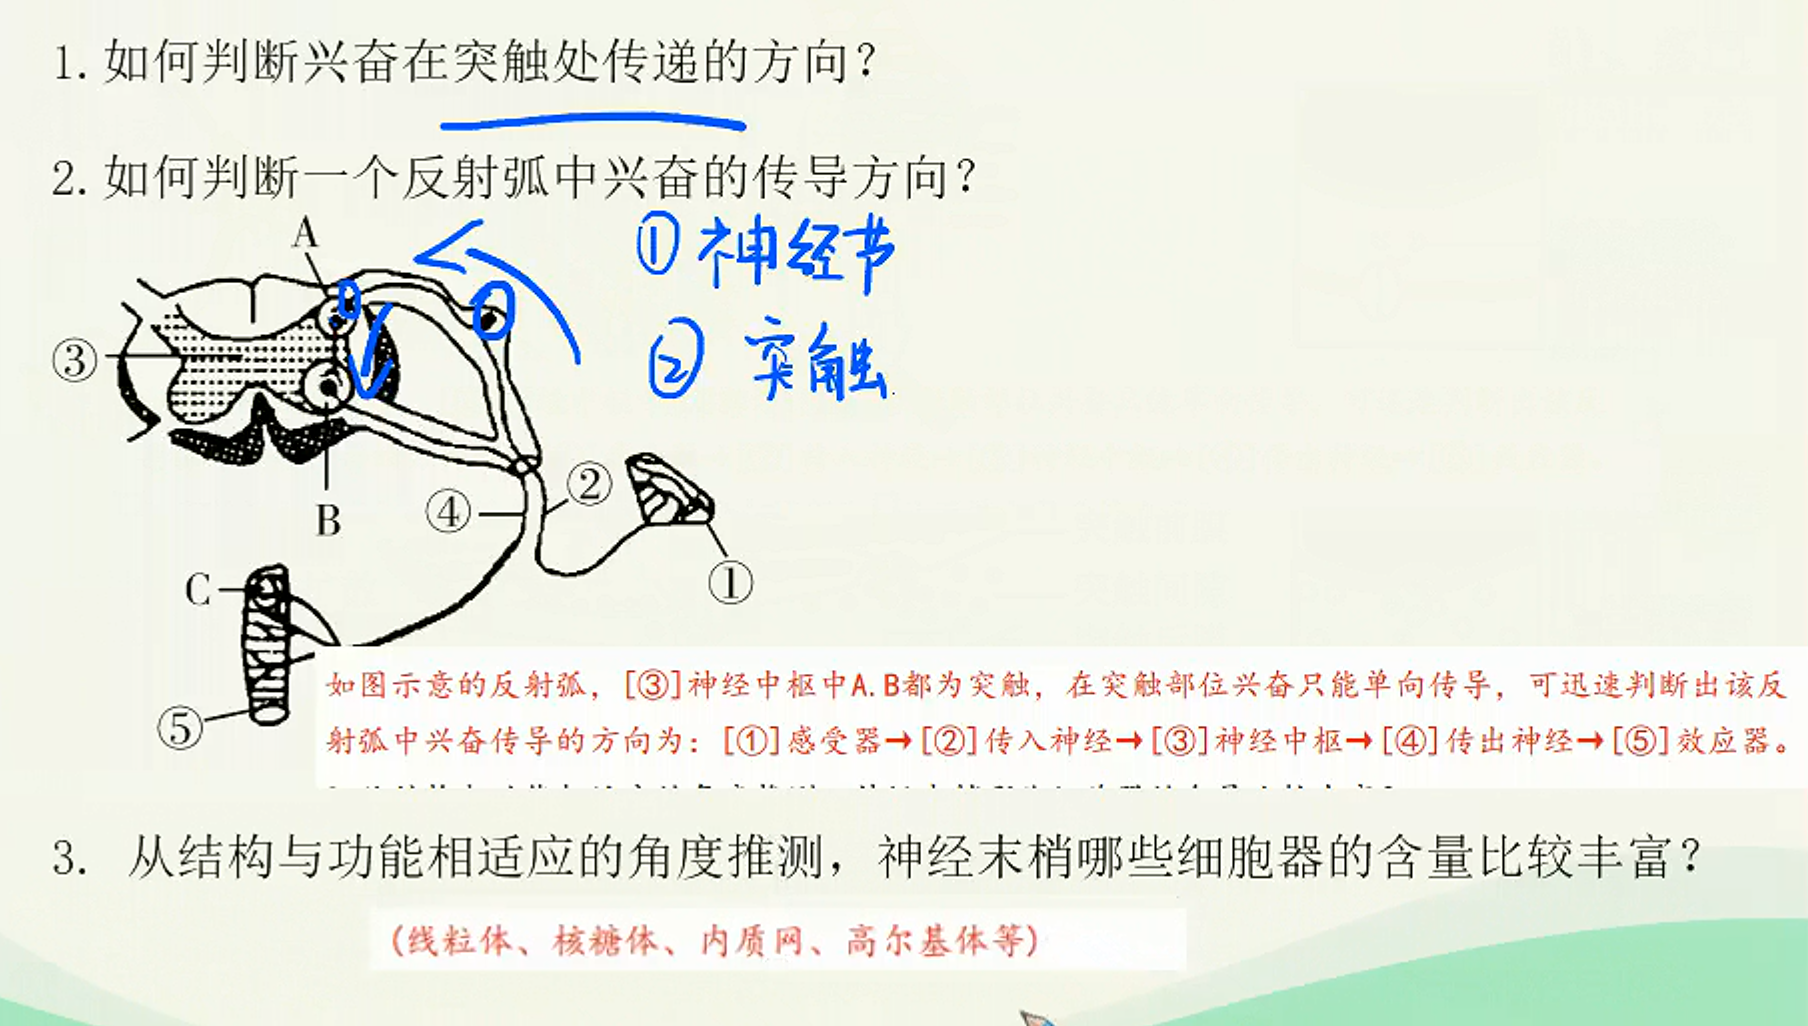 1.如何判断兴奋在突触处传递的方向？
2.如何判断一个反射弧中兴奋的传导方向？
A
①神经节
②突触
③
B
④
②
①
C
⑤
如图示意的反射弧，[③]神经中枢中A.B都为突触，在突触部位兴奋只能单向传导，可迅速判断出该反
射弧中兴奋传导的方向为：[①]感受器→[②]传入神经→[③]神经中枢→[④]传出神经→[⑤]效应器。
3. 从结构与功能相适应的角度推测，神经末梢哪些细胞器的含量比较丰富？
(线粒体、核糖体、内质网、高尔基体等)